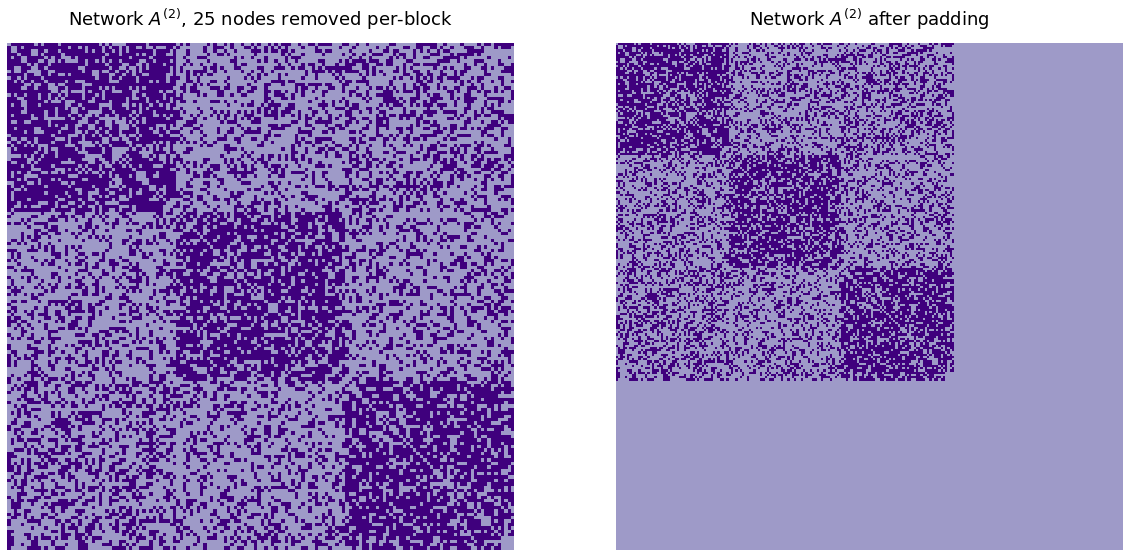 Network A⁽²⁾, 25 nodes removed per-block
Network A⁽²⁾ after padding